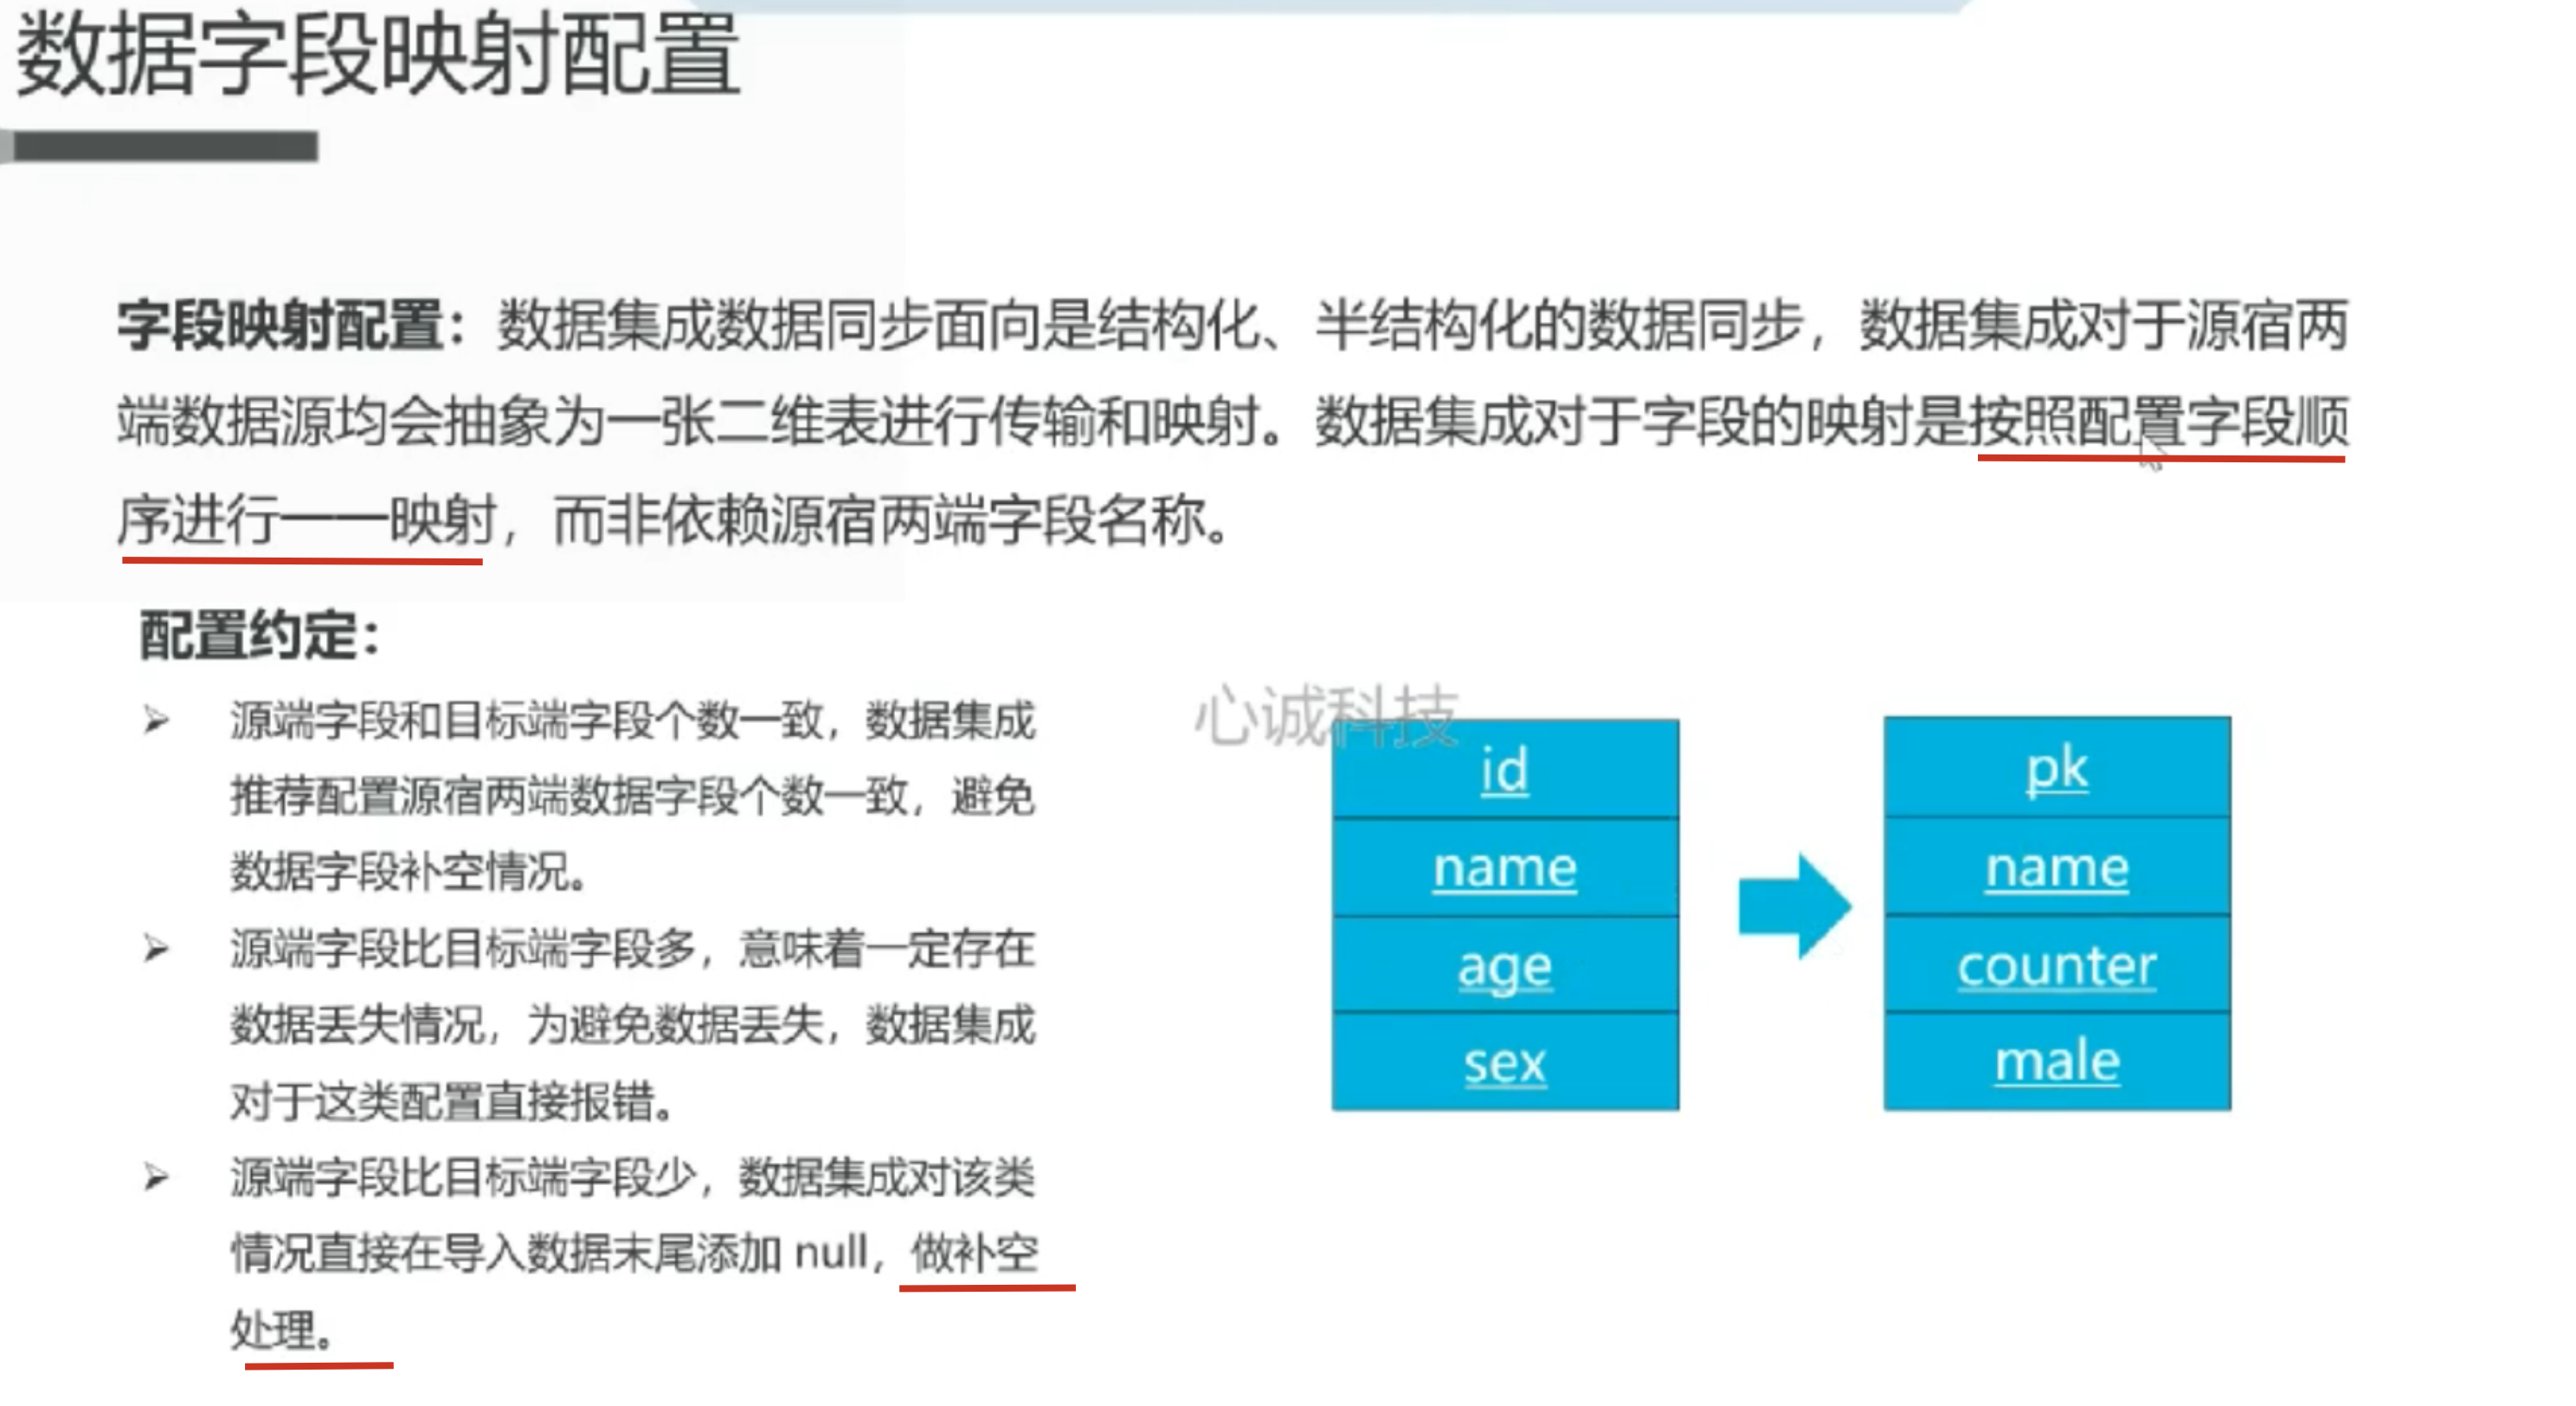 数据字段映射配置
字段映射配置：数据集成数据同步面向是结构化、半结构化的数据同步，数据集成对于源宿两
端数据源均会抽象为一张二维表进行传输和映射。数据集成对于字段的映射是按照配置字段顺
序进行一一映射，而非依赖源宿两端字段名称。
配置约定：
➢ 源端字段和目标端字段个数一致，数据集成
推荐配置源宿两端数据字段个数一致，避免
数据字段补空情况。
➢ 源端字段比目标端字段多，意味着一定存在
数据丢失情况，为避免数据丢失，数据集成
对于这类配置直接报错。
➢ 源端字段比目标端字段少，数据集成对该类
情况直接在导入数据末尾添加 null，做补空
处理。
心诚科技
id
name
age
sex
pk
name
counter
male